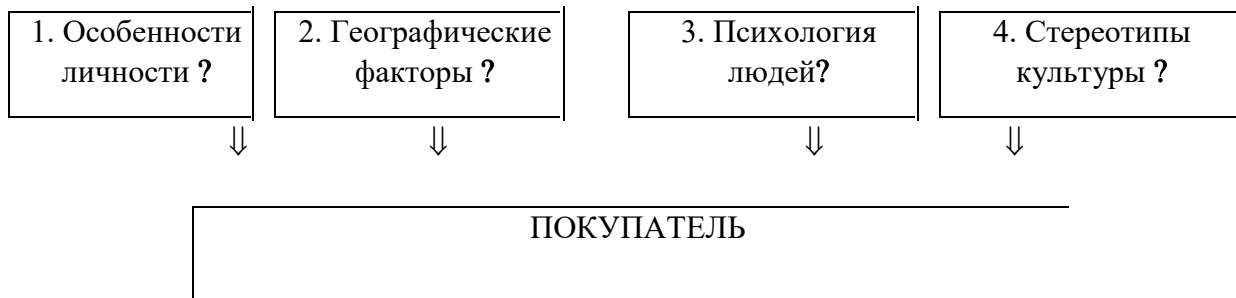 1. Особенности
личности ?
2. Географические
факторы ?
3. Психология
людей?
4. Стереотипы
культуры ?
⇓ ⇓ ⇓ ⇓
ПОКУПАТЕЛЬ